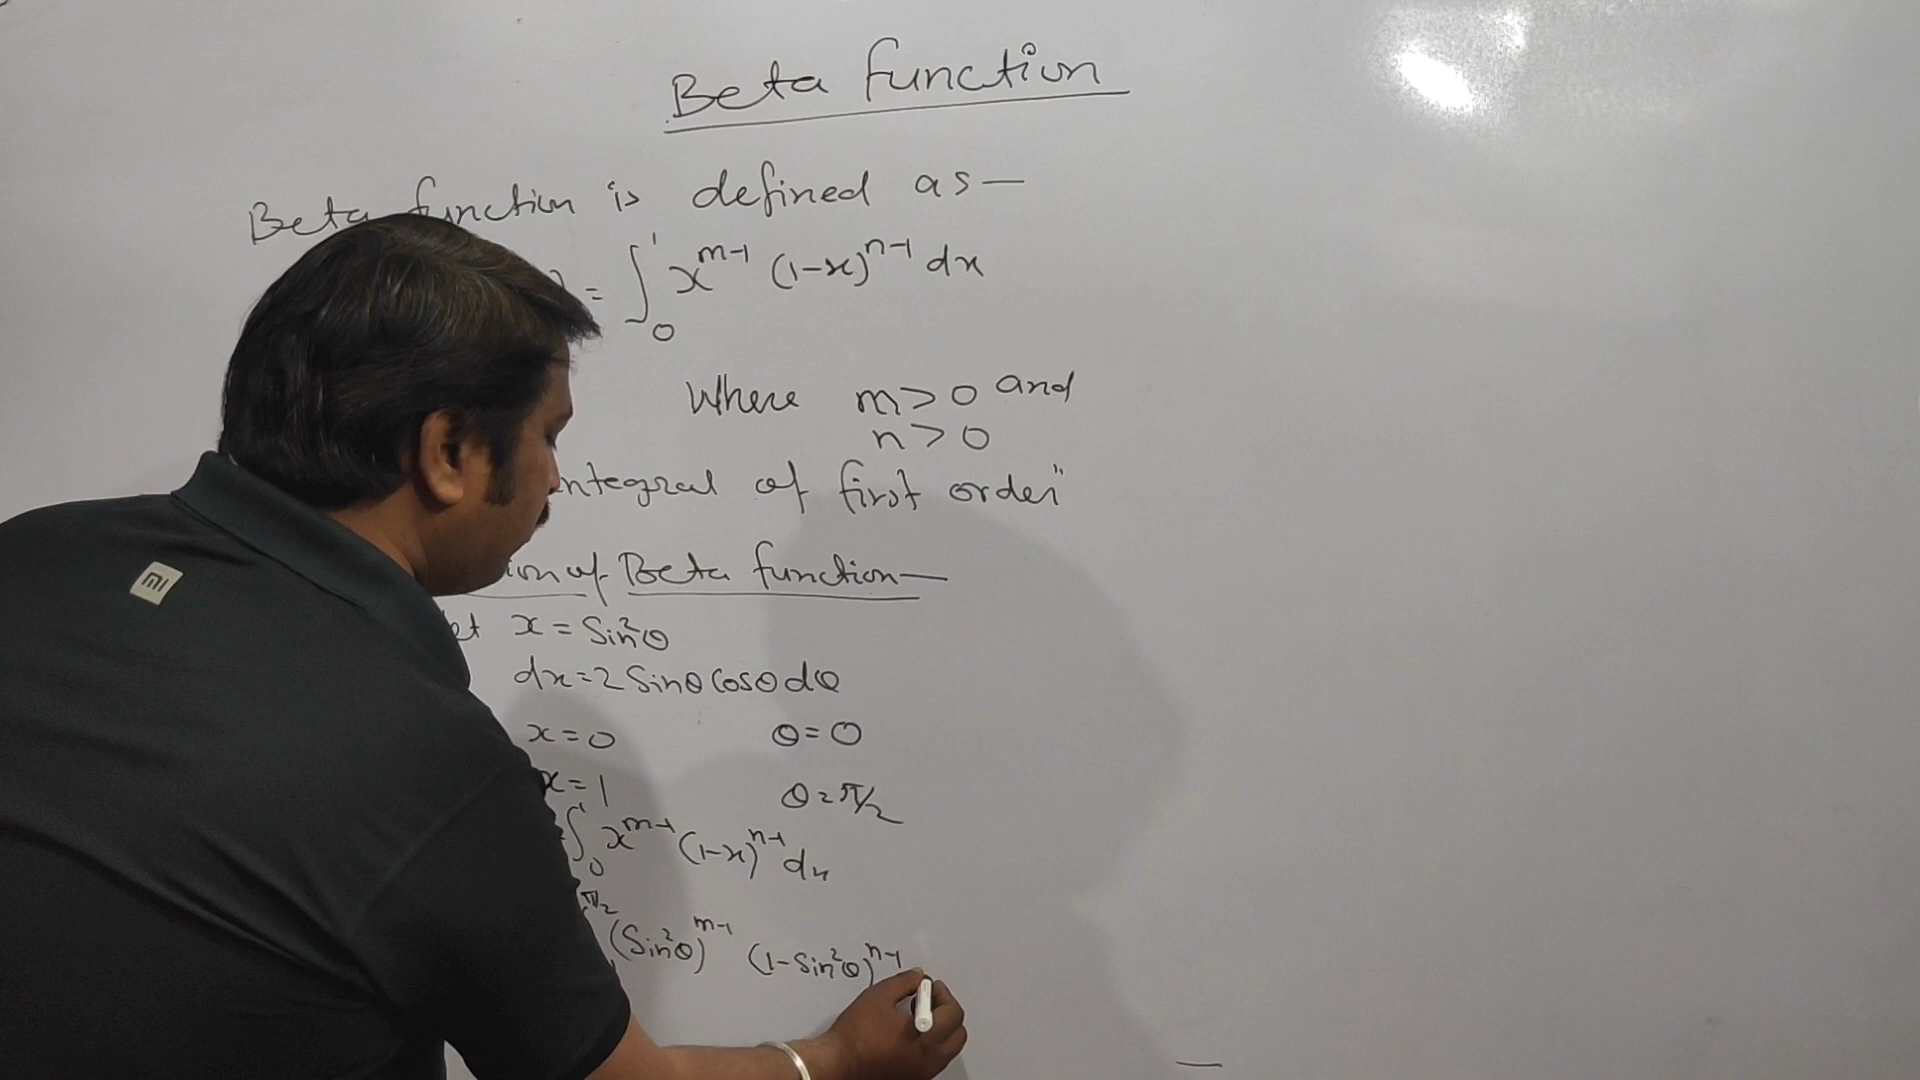 Beta function
Beta function is defined as—
= ∫₀¹ x^(m-1) (1-x)^(n-1) dx
Where m > 0 and
n > 0
ntegral of first order"
ion of Beta function—
et x = Sin²θ
dx = 2 Sinθ Cosθ dθ
x = 0 θ = 0
x = 1 θ = π/2
∫₀¹ x^(m-1) (1-x)^(n-1) dx
π/2 (Sin²θ)^(m-1) (1-Sin²θ)^(n-1)
mi